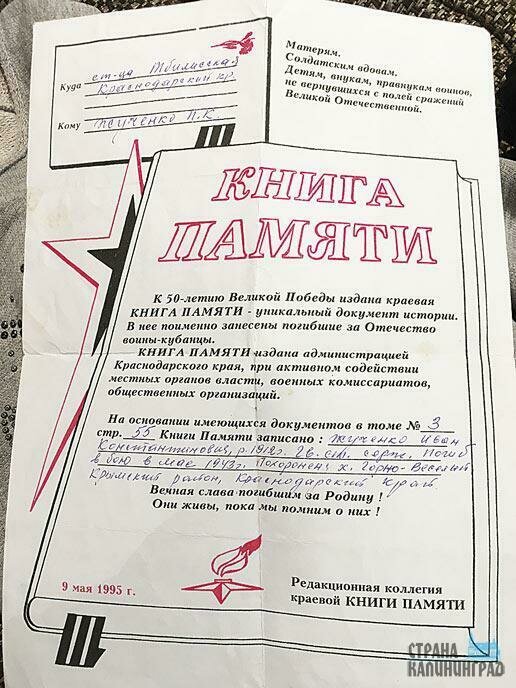 Куда ст-ца Тбилисская
Краснодарский кр.
Кому Жученко П.К.
Матерям.
Солдатским вдовам.
Детям, внукам, правнукам воинов,
не вернувшихся с полей сражений
Великой Отечественной.
КНИГА
ПАМЯТИ
К 50-летию Великой Победы издана краевая
КНИГА ПАМЯТИ - уникальный документ истории.
В нее поименно занесены погибшие за Отечество
воины-кубанцы.
КНИГА ПАМЯТИ издана администрацией
Краснодарского края, при активном содействии
местных органов власти, военных комиссариатов,
общественных организаций.
На основании имеющихся документов в томе № 3
стр. 55 Книги Памяти записано : Жученко Иван
Константинович, р. 1918г. 26. ст. серж. Погиб
в бою в мае 1943г. Похоронен: х. Горно-Веселый
Крымский район, Краснодарский край
Вечная слава погибшим за Родину !
Они живы, пока мы помним о них !
9 мая 1995 г.
Редакционная коллегия
краевой КНИГИ ПАМЯТИ
СТРАНА
КАЛИНИНГРАД